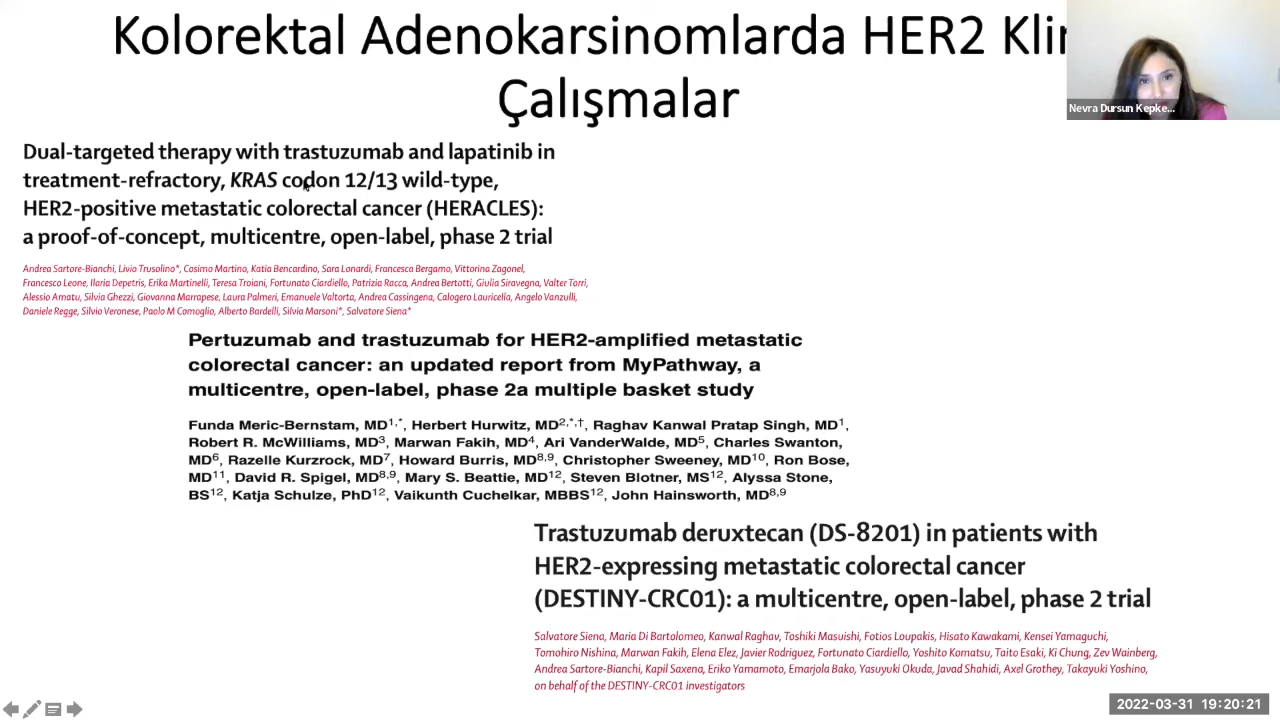 Kolorektal Adenokarsinomlarda HER2
Çalışmalar
Nevra Dursun Kepke...
Dual-targeted therapy with trastuzumab and lapatinib in
treatment-refractory, KRAS codon 12/13 wild-type,
HER2-positive metastatic colorectal cancer (HERACLES):
a proof-of-concept, multicentre, open-label, phase 2 trial
Andrea Sartore-Bianchi, Livio Trusolino*, Cosimo Martino, Katia Bencardino, Sara Lonardi, Francesca Bergamo, Vittorina Zagonel,
Francesco Leone, Ilaria Depetris, Erika Martinelli, Teresa Troiani, Fortunato Ciardiello, Patrizia Racca, Andrea Bertotti, Giulia Siravegna, Valter Torri,
Alessio Amatu, Silvia Ghezzi, Giovanna Marrapese, Laura Palmeri, Emanuele Valtorta, Andrea Cassingena, Calogero Lauricella, Angelo Vanzulli,
Daniele Regge, Silvio Veronese, Paolo M Comoglio, Alberto Bardelli, Silvia Marsoni*, Salvatore Siena*
Pertuzumab and trastuzumab for HER2-amplified metastatic
colorectal cancer: an updated report from MyPathway, a
multicentre, open-label, phase 2a multiple basket study
Funda Meric-Bernstam, MD1,*, Herbert Hurwitz, MD2,*,†, Raghav Kanwal Pratap Singh, MD1,
Robert R. McWilliams, MD3, Marwan Fakih, MD4, Ari VanderWalde, MD5, Charles Swanton,
MD6, Razelle Kurzrock, MD7, Howard Burris, MD8,9, Christopher Sweeney, MD10, Ron Bose,
MD11, David R. Spigel, MD8,9, Mary S. Beattie, MD12, Steven Blotner, MS12, Alyssa Stone,
BS12, Katja Schulze, PhD12, Vaikunth Cuchelkar, MBBS12, John Hainsworth, MD8,9
Trastuzumab deruxtecan (DS-8201) in patients with
HER2-expressing metastatic colorectal cancer
(DESTINY-CRC01): a multicentre, open-label, phase 2 trial
Salvatore Siena, Maria Di Bartolomeo, Kanwal Raghav, Toshiki Masuishi, Fotios Loupakis, Hisato Kawakami, Kensei Yamaguchi,
Tomohiro Nishina, Marwan Fakih, Elena Elez, Javier Rodriguez, Fortunato Ciardiello, Yoshito Komatsu, Taito Esaki, Ki Chung, Zev Wainberg,
Andrea Sartore-Bianchi, Kapil Saxena, Eriko Yamamoto, Emarjola Bako, Yasuyuki Okuda, Javad Shahidi, Axel Grothey, Takayuki Yoshino,
on behalf of the DESTINY-CRC01 investigators
2022-03-31 19:20:21